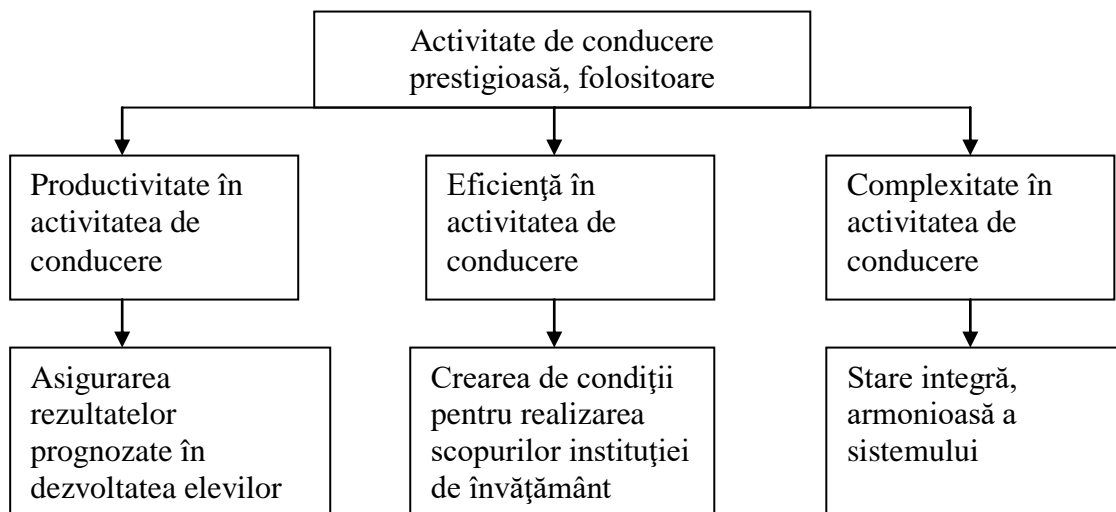 Activitate de conducere
prestigioasă, folositoare
Productivitate în
activitatea de
conducere
Eficienţă în
activitatea de
conducere
Complexitate în
activitatea de
conducere
Asigurarea
rezultatelor
prognozate în
dezvoltatea elevilor
Crearea de condiţii
pentru realizarea
scopurilor instituţiei
de învăţământ
Stare integră,
armonioasă a
sistemului